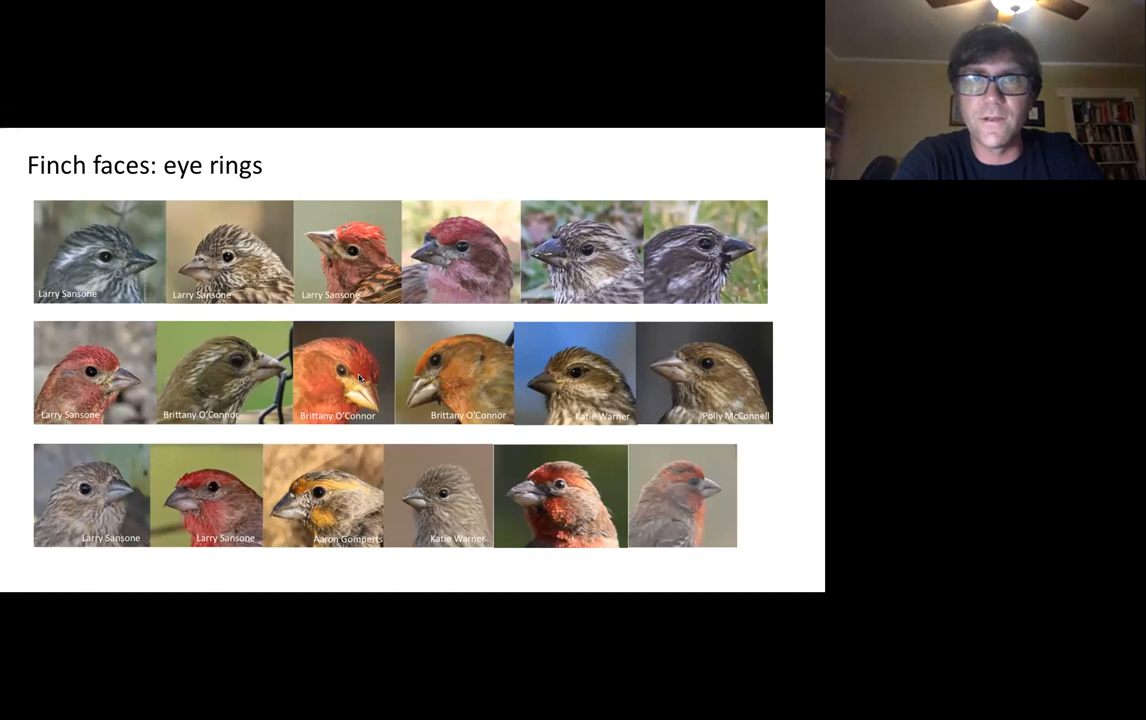 Finch faces: eye rings
Larry Sansone
Larry Sansone
Larry Sansone
Larry Sansone
Brittany O'Connor
Brittany O'Connor
Brittany O'Connor
Katie Warner
Polly McConnell
Larry Sansone
Larry Sansone
Aaron Gomperts
Katie Warner